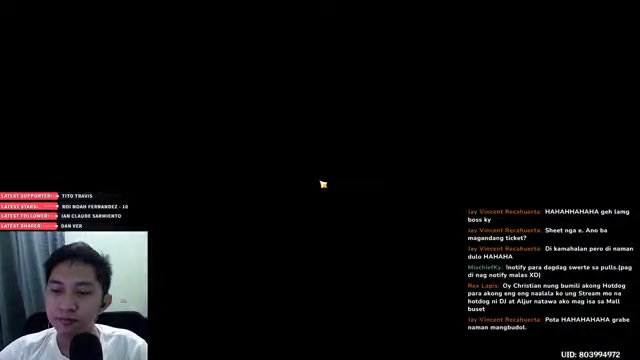 LATEST SUPPORTER: TITO TRAVIS
LATEST STARS: ROI NOAH FERNANDEZ - 10
LATEST FOLLOWER: IAN CLAUDE SARMIENTO
LATEST SHARER: DAN VER
Jay Vincent Recahuerta: HAHAHHAHAHA geh lamg
boss ky
Jay Vincent Recahuerta: Sheet nga e. Ano ba
magandang ticket?
Jay Vincent Recahuerta: Di kamahalan pero di naman
dulo HAHAHA
MischiefKy: !notify para dagdag swerte sa pulls.(pag
di nag notify malas XD)
Rex Lapis: Oy Christian nung bumili akong Hotdog
para akong eng eng naalala ko ung Stream mo na
hotdog ni DJ at Aljur natawa ako mag isa sa Mall
buset
Jay Vincent Recahuerta: Pota HAHAHAHAHA grabe
naman mangbudol.
UID: 803994972